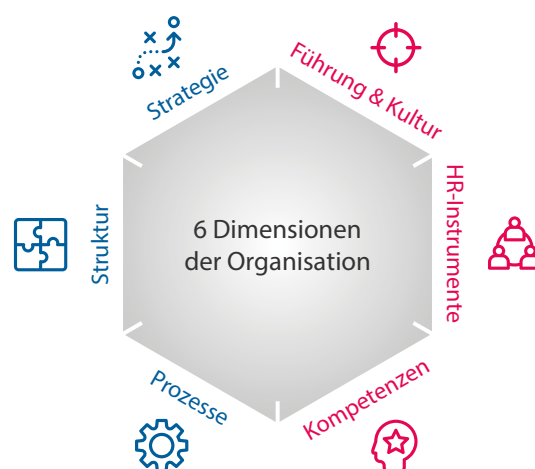 Strategie
Führung & Kultur
HR-Instrumente
Struktur
6 Dimensionen
der Organisation
Prozesse
Kompetenzen